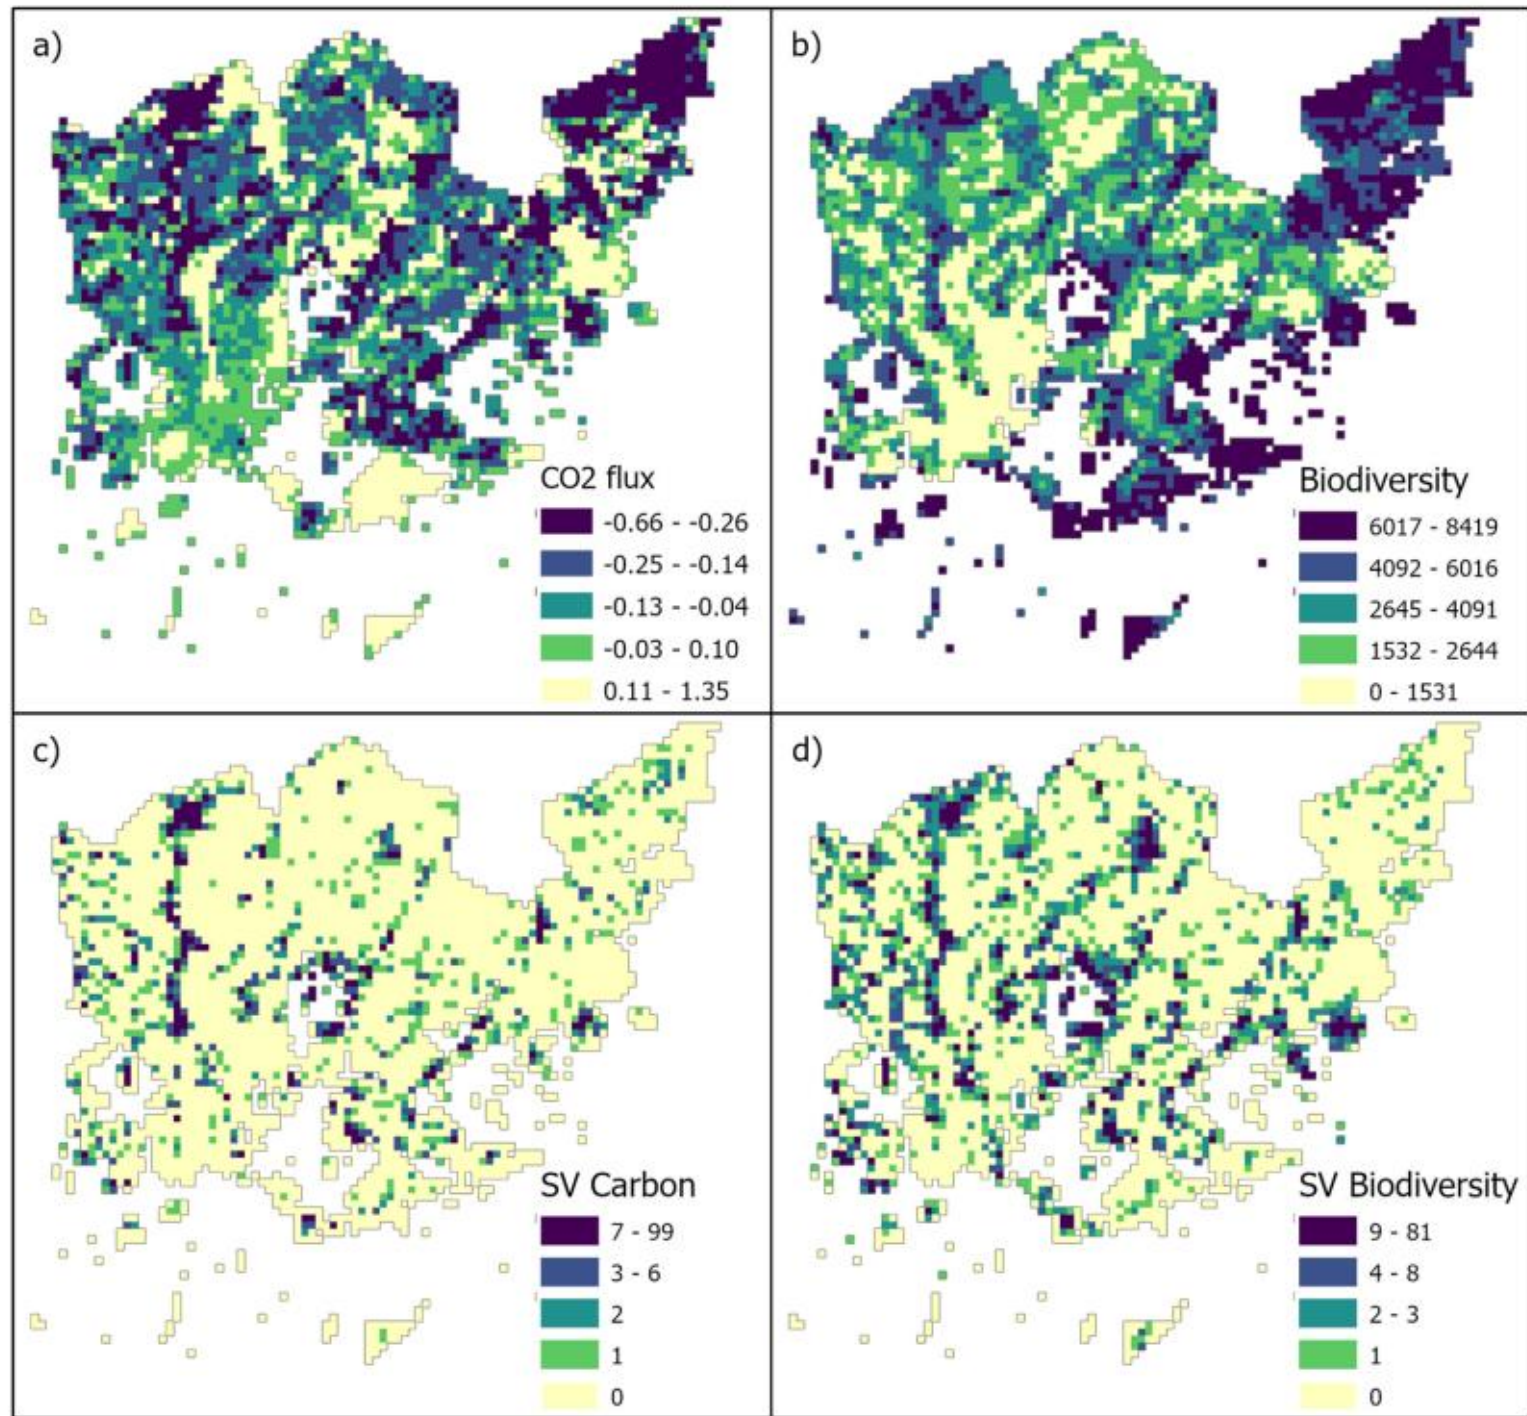 a)
CO2 flux
-0.66 - -0.26
-0.25 - -0.14
-0.13 - -0.04
-0.03 - 0.10
0.11 - 1.35
b)
Biodiversity
6017 - 8419
4092 - 6016
2645 - 4091
1532 - 2644
0 - 1531
c)
SV Carbon
7 - 99
3 - 6
2
1
0
d)
SV Biodiversity
9 - 81
4 - 8
2 - 3
1
0